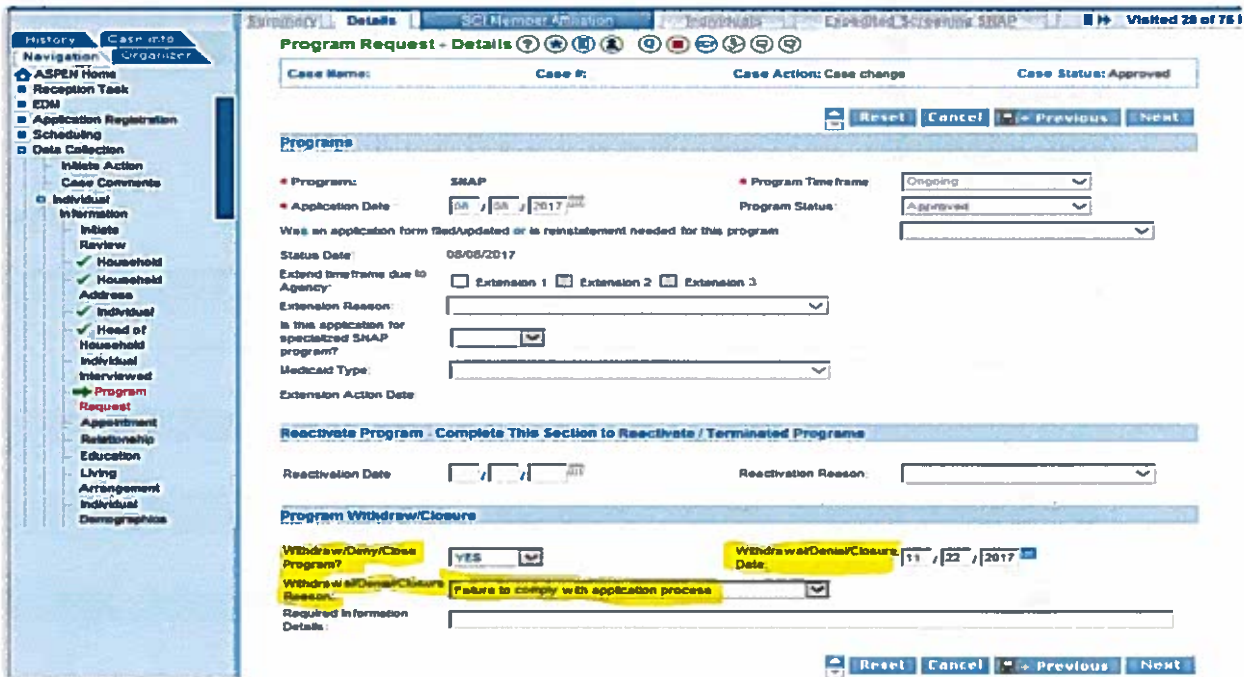 Summary Details SCI Member Affiliation Individuals Expedited Screening SNAP Visited 28 of 75
History Case Info
Navigation Organizer
Program Request - Details
ASPEN Home
Reception Task
EDM
Application Registration
Scheduling
Data Collection
Initiate Action
Case Comments
Individual
Information
Initiate
Review
Household
Household
Address
Individual
Head of
Household
Individual
Interviewed
Program
Request
Appointment
Relationship
Education
Living
Arrangement
Individual
Demographics
Case Name: Case #: Case Action: Case change Case Status: Approved
Reset Cancel + Previous Next
Programs
* Program: SNAP * Program Timeframe Ongoing
* Application Date 08 / 08 / 2017 Program Status: Approved
Was an application form filed/updated or is reinstatement needed for this program
Status Date: 08/08/2017
Extend timeframe due to
Agency: Extension 1 Extension 2 Extension 3
Extension Reason:
Is this application for
specialized SNAP
program?
Medicaid Type:
Extension Action Date
Reactivate Program - Complete This Section to Reactivate / Terminated Programs
Reactivation Date / / Reactivation Reason:
Program Withdraw/Closure
Withdraw/Deny/Close
Program? YES Withdrawal/Denial/Closure
Date: 11 / 22 / 2017
Withdrawal/Denial/Closure
Reason: Failure to comply with application process
Required Information
Details:
Reset Cancel + Previous Next